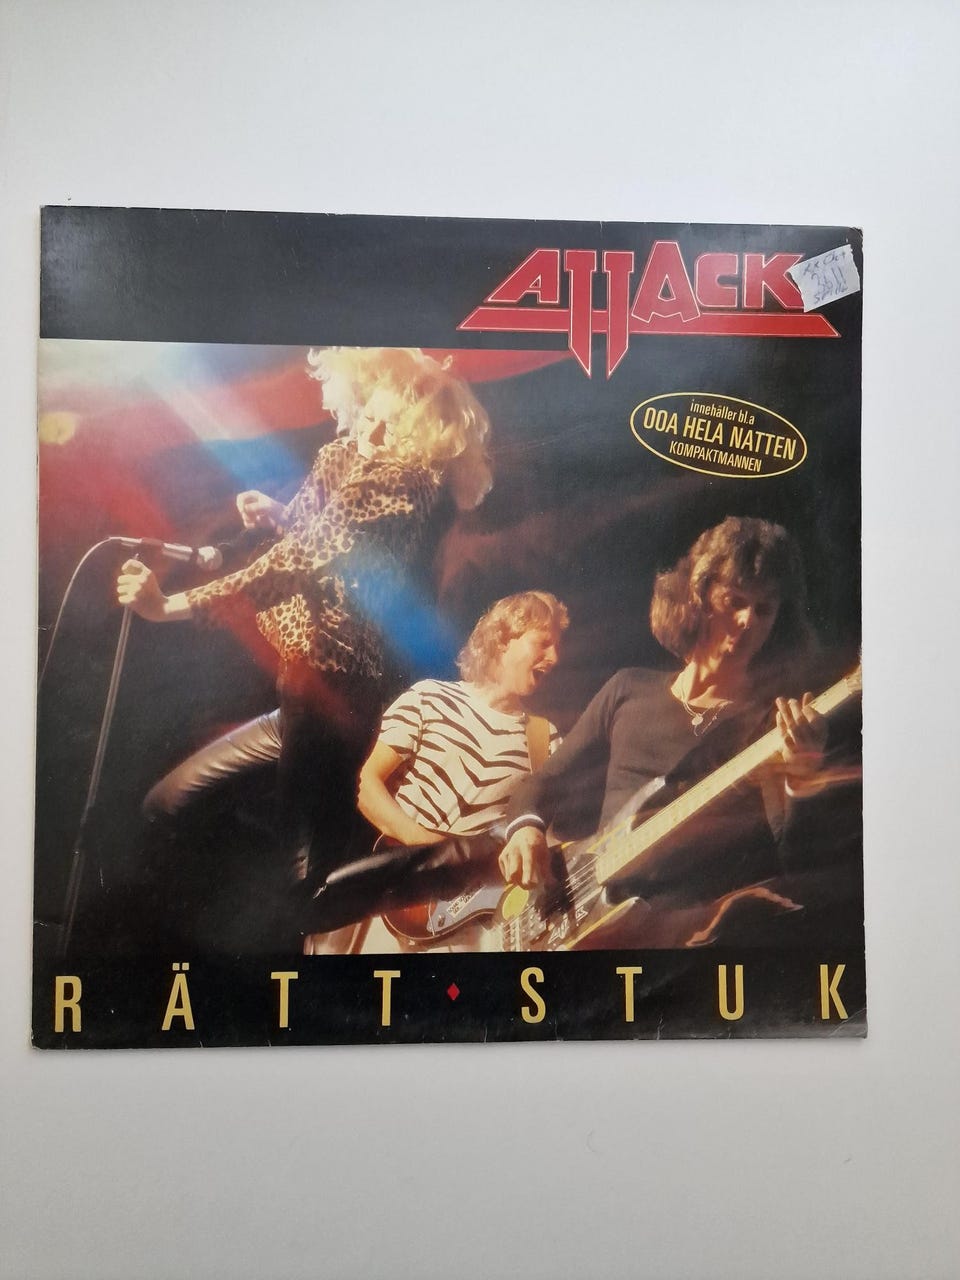 ATTACK
innehåller bl.a
OOA HELA NATTEN
KOMPAKTMANNEN
RÄTT·STUK